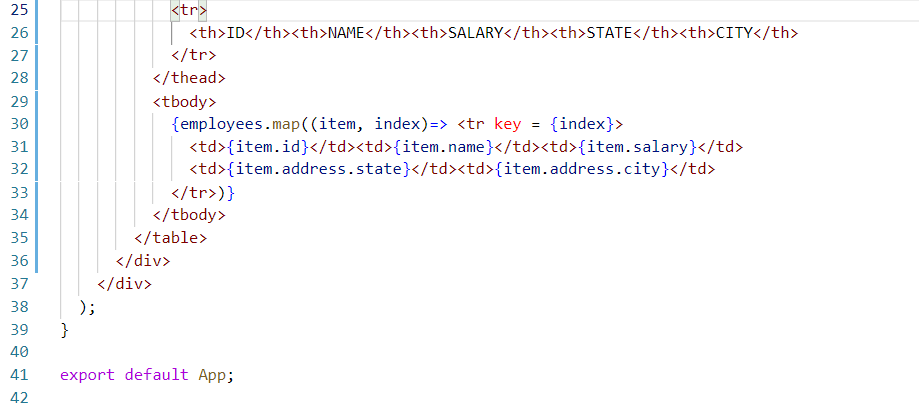 25 <tr>
26 <th>ID</th><th>NAME</th><th>SALARY</th><th>STATE</th><th>CITY</th>
27 </tr>
28 </thead>
29 <tbody>
30 {employees.map((item, index)=> <tr key = {index}>
31 <td>{item.id}</td><td>{item.name}</td><td>{item.salary}</td>
32 <td>{item.address.state}</td><td>{item.address.city}</td>
33 </tr>)}
34 </tbody>
35 </table>
36 </div>
37 </div>
38 );
39 }
40
41 export default App;
42